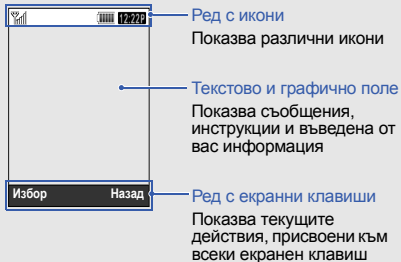 12:22P
Ред с икони
Показва различни икони
Текстово и графично поле
Показва съобщения,
инструкции и въведена от
вас информация
Избор Назад
Ред с екранни клавиши
Показва текущите
действия, присвоени към
всеки екранен клавиш